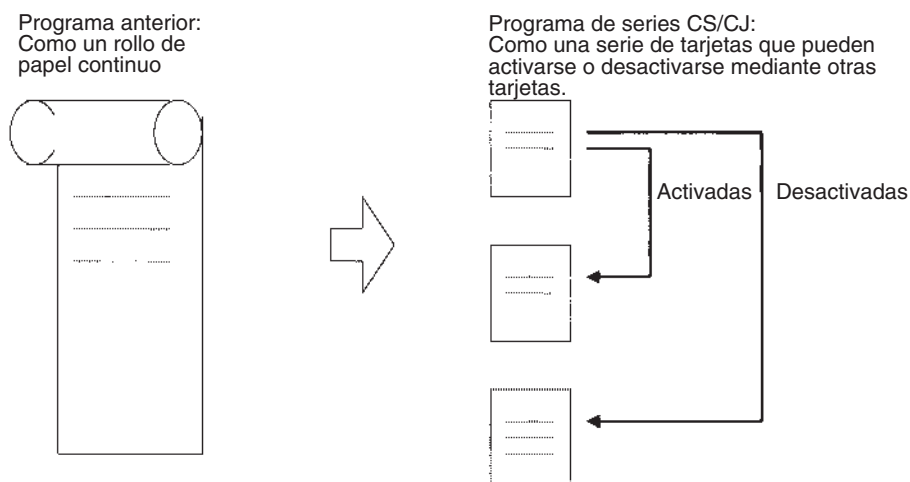 Programa anterior:
Como un rollo de
papel continuo
Programa de series CS/CJ:
Como una serie de tarjetas que pueden
activarse o desactivarse mediante otras
tarjetas.
Activadas
Desactivadas